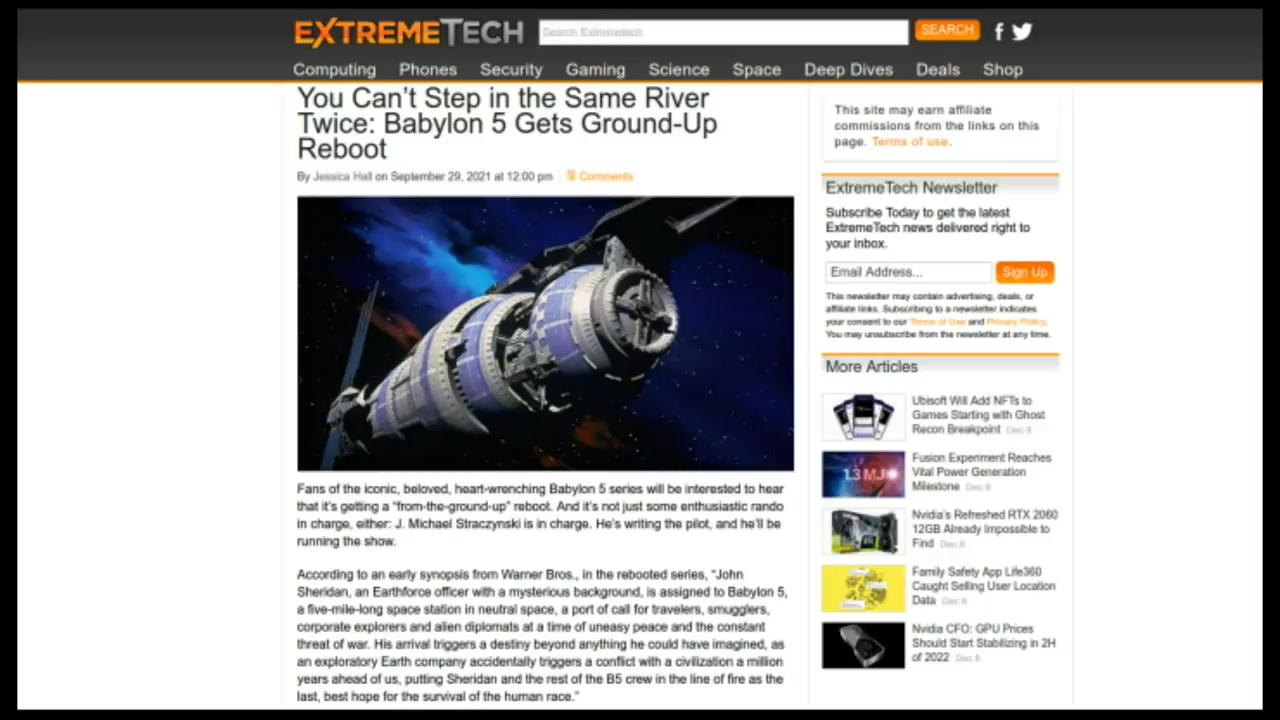 EXTREMETECH
Search Extremetech
SEARCH
Computing Phones Security Gaming Science Space Deep Dives Deals Shop
You Can't Step in the Same River
Twice: Babylon 5 Gets Ground-Up
Reboot
By Jessica Hall on September 29, 2021 at 12:00 pm
Comments
Fans of the iconic, beloved, heart-wrenching Babylon 5 series will be interested to hear
that it's getting a "from-the-ground-up" reboot. And it's not just some enthusiastic rando
in charge, either: J. Michael Straczynski is in charge. He's writing the pilot, and he'll be
running the show.
According to an early synopsis from Warner Bros., in the rebooted series, "John
Sheridan, an Earthforce officer with a mysterious background, is assigned to Babylon 5,
a five-mile-long space station in neutral space, a port of call for travelers, smugglers,
corporate explorers and alien diplomats at a time of uneasy peace and the constant
threat of war. His arrival triggers a destiny beyond anything he could have imagined, as
an exploratory Earth company accidentally triggers a conflict with a civilization a million
years ahead of us, putting Sheridan and the rest of the B5 crew in the line of fire as the
last, best hope for the survival of the human race."
This site may earn affiliate
commissions from the links on this
page. Terms of use.
ExtremeTech Newsletter
Subscribe Today to get the latest
ExtremeTech news delivered right to
your inbox.
Email Address...
Sign Up
This newsletter may contain advertising, deals, or
affiliate links. Subscribing to a newsletter indicates
your consent to our Terms of Use and Privacy Policy.
You may unsubscribe from the newsletter at any time.
More Articles
Ubisoft Will Add NFTs to
Games Starting with Ghost
Recon Breakpoint Dec
1.3 MJ
Fusion Experiment Reaches
Vital Power Generation
Milestone Dec
Nvidia's Refreshed RTX 2060
12GB Already Impossible to
Find Dec
Family Safety App Life360
Caught Selling User Location
Data Dec
Nvidia CFO: GPU Prices
Should Start Stabilizing in 2H
of 2022 Dec